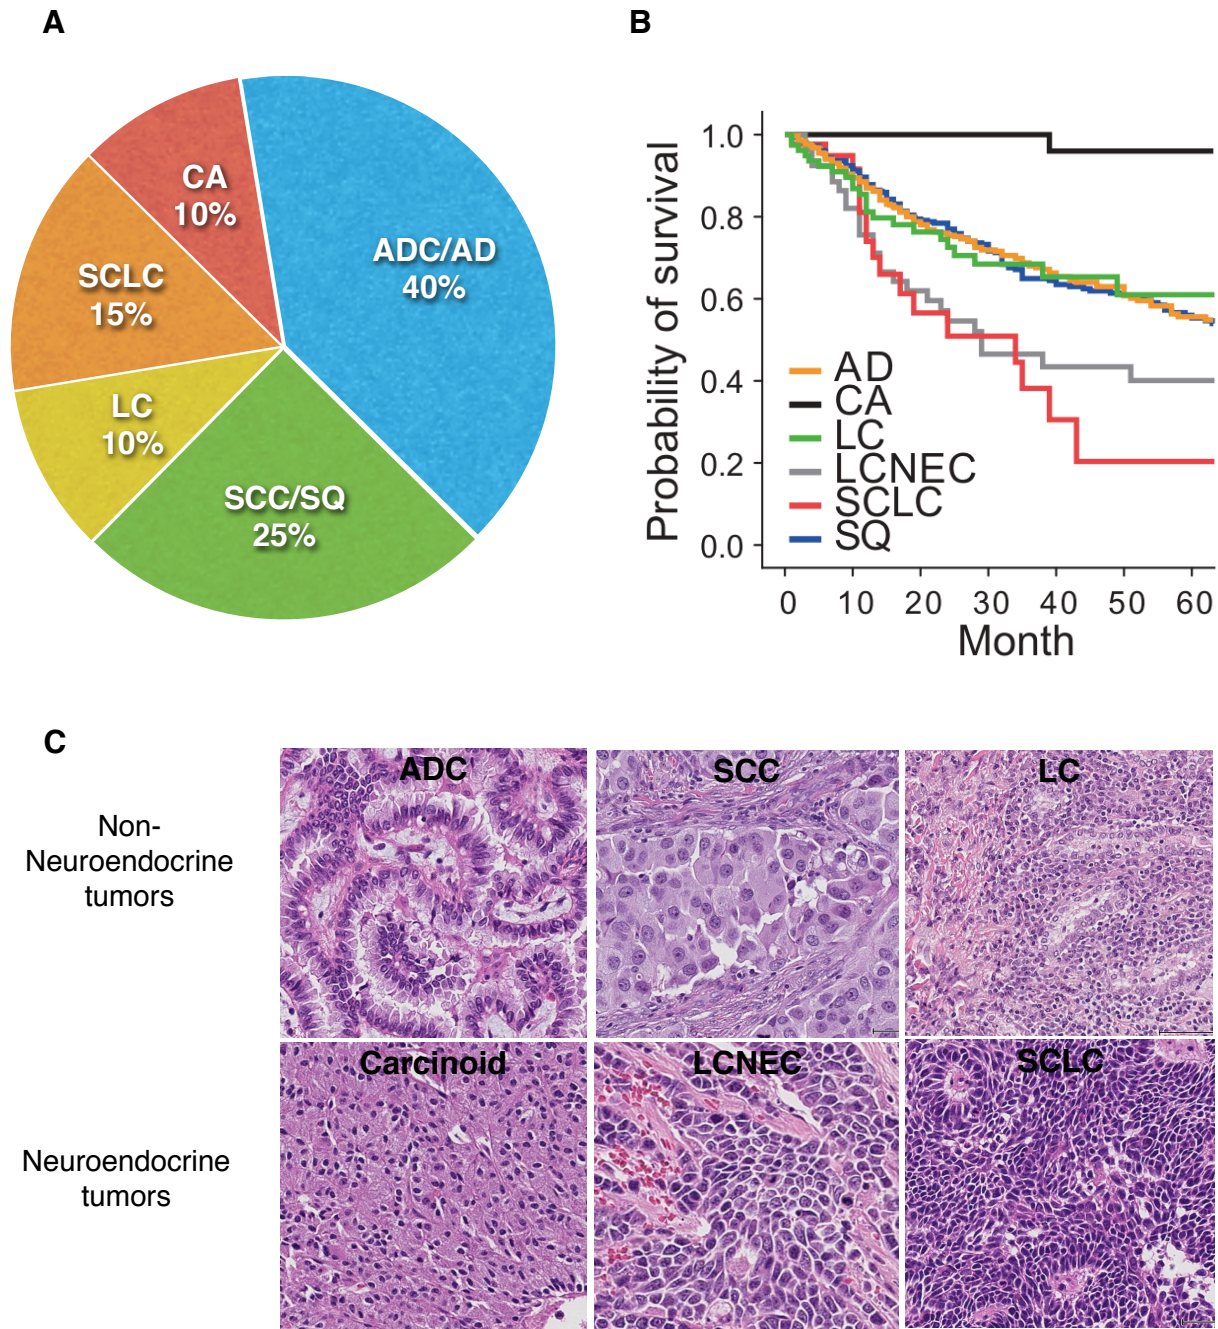 A
B
CA
10%
ADC/AD
40%
SCLC
15%
LC
10%
SCC/SQ
25%
Probability of survival
1.0
0.8
0.6
0.4
0.2
0.0
AD
CA
LC
LCNEC
SCLC
SQ
0 10 20 30 40 50 60
Month
C
Non-
Neuroendocrine
tumors
ADC
SCC
LC
Neuroendocrine
tumors
Carcinoid
LCNEC
SCLC